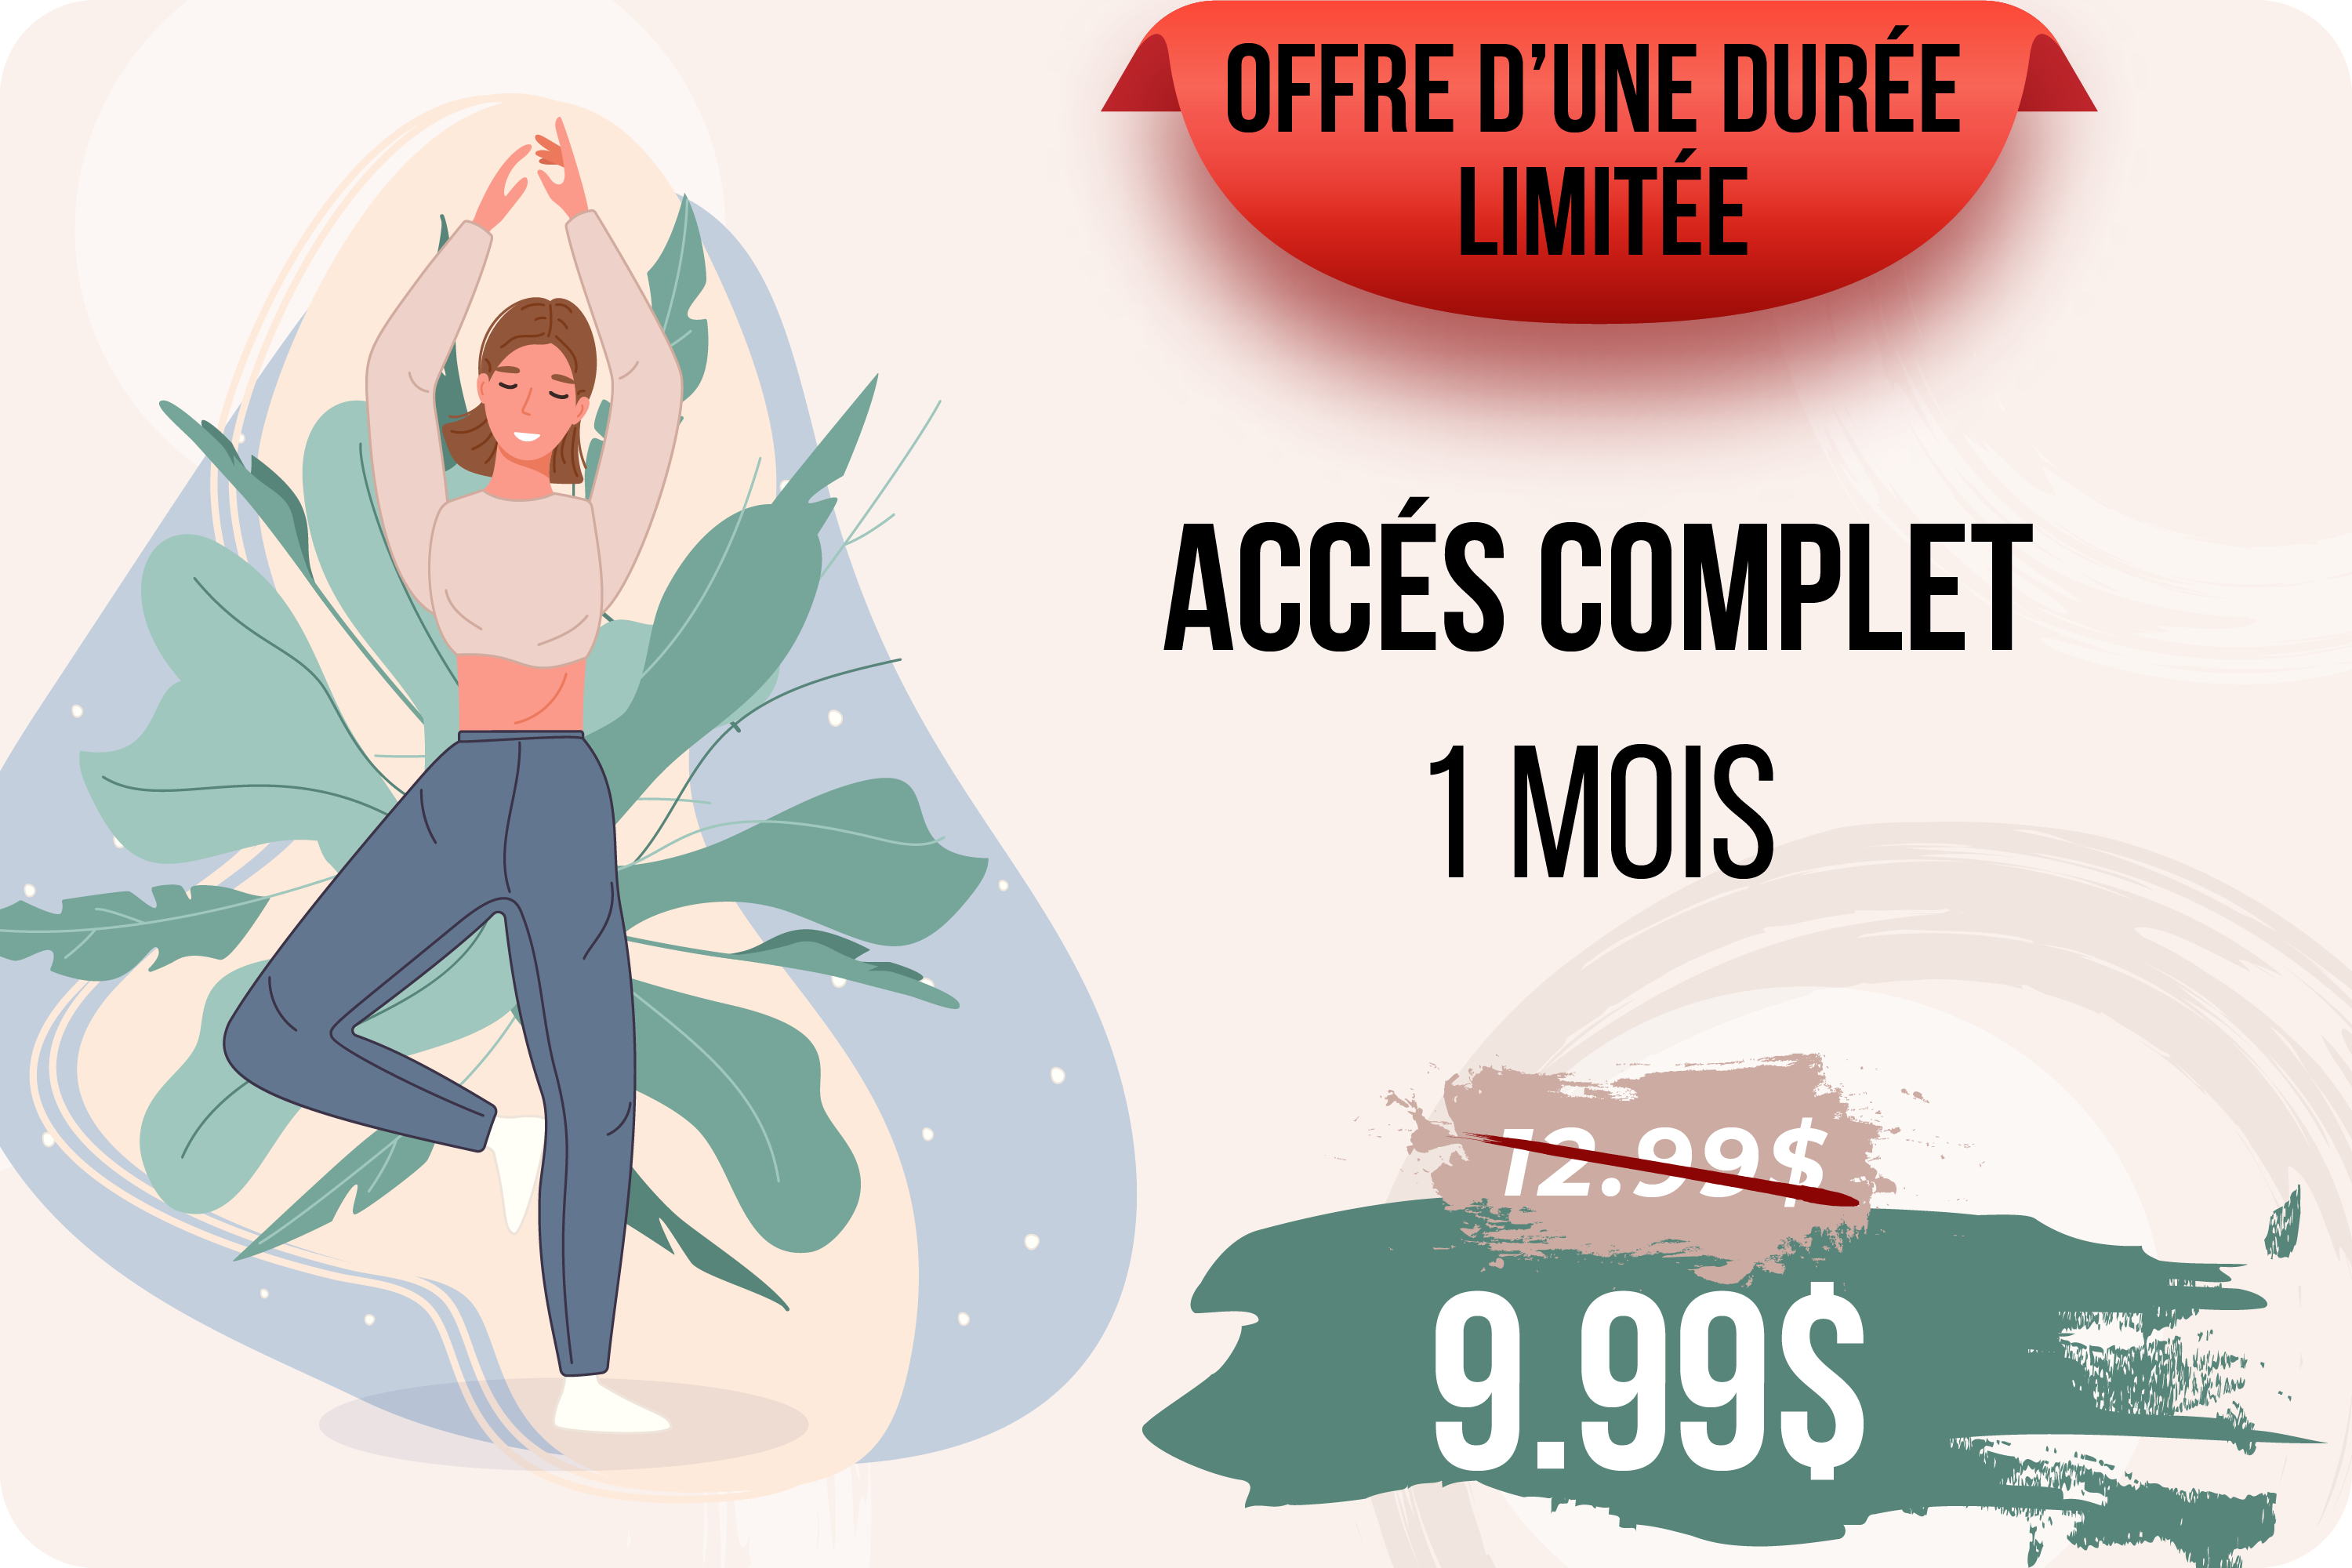 OFFRE D’UNE DURÉE
LIMITÉE
ACCÉS COMPLET
1 MOIS
12.99$
9.99$